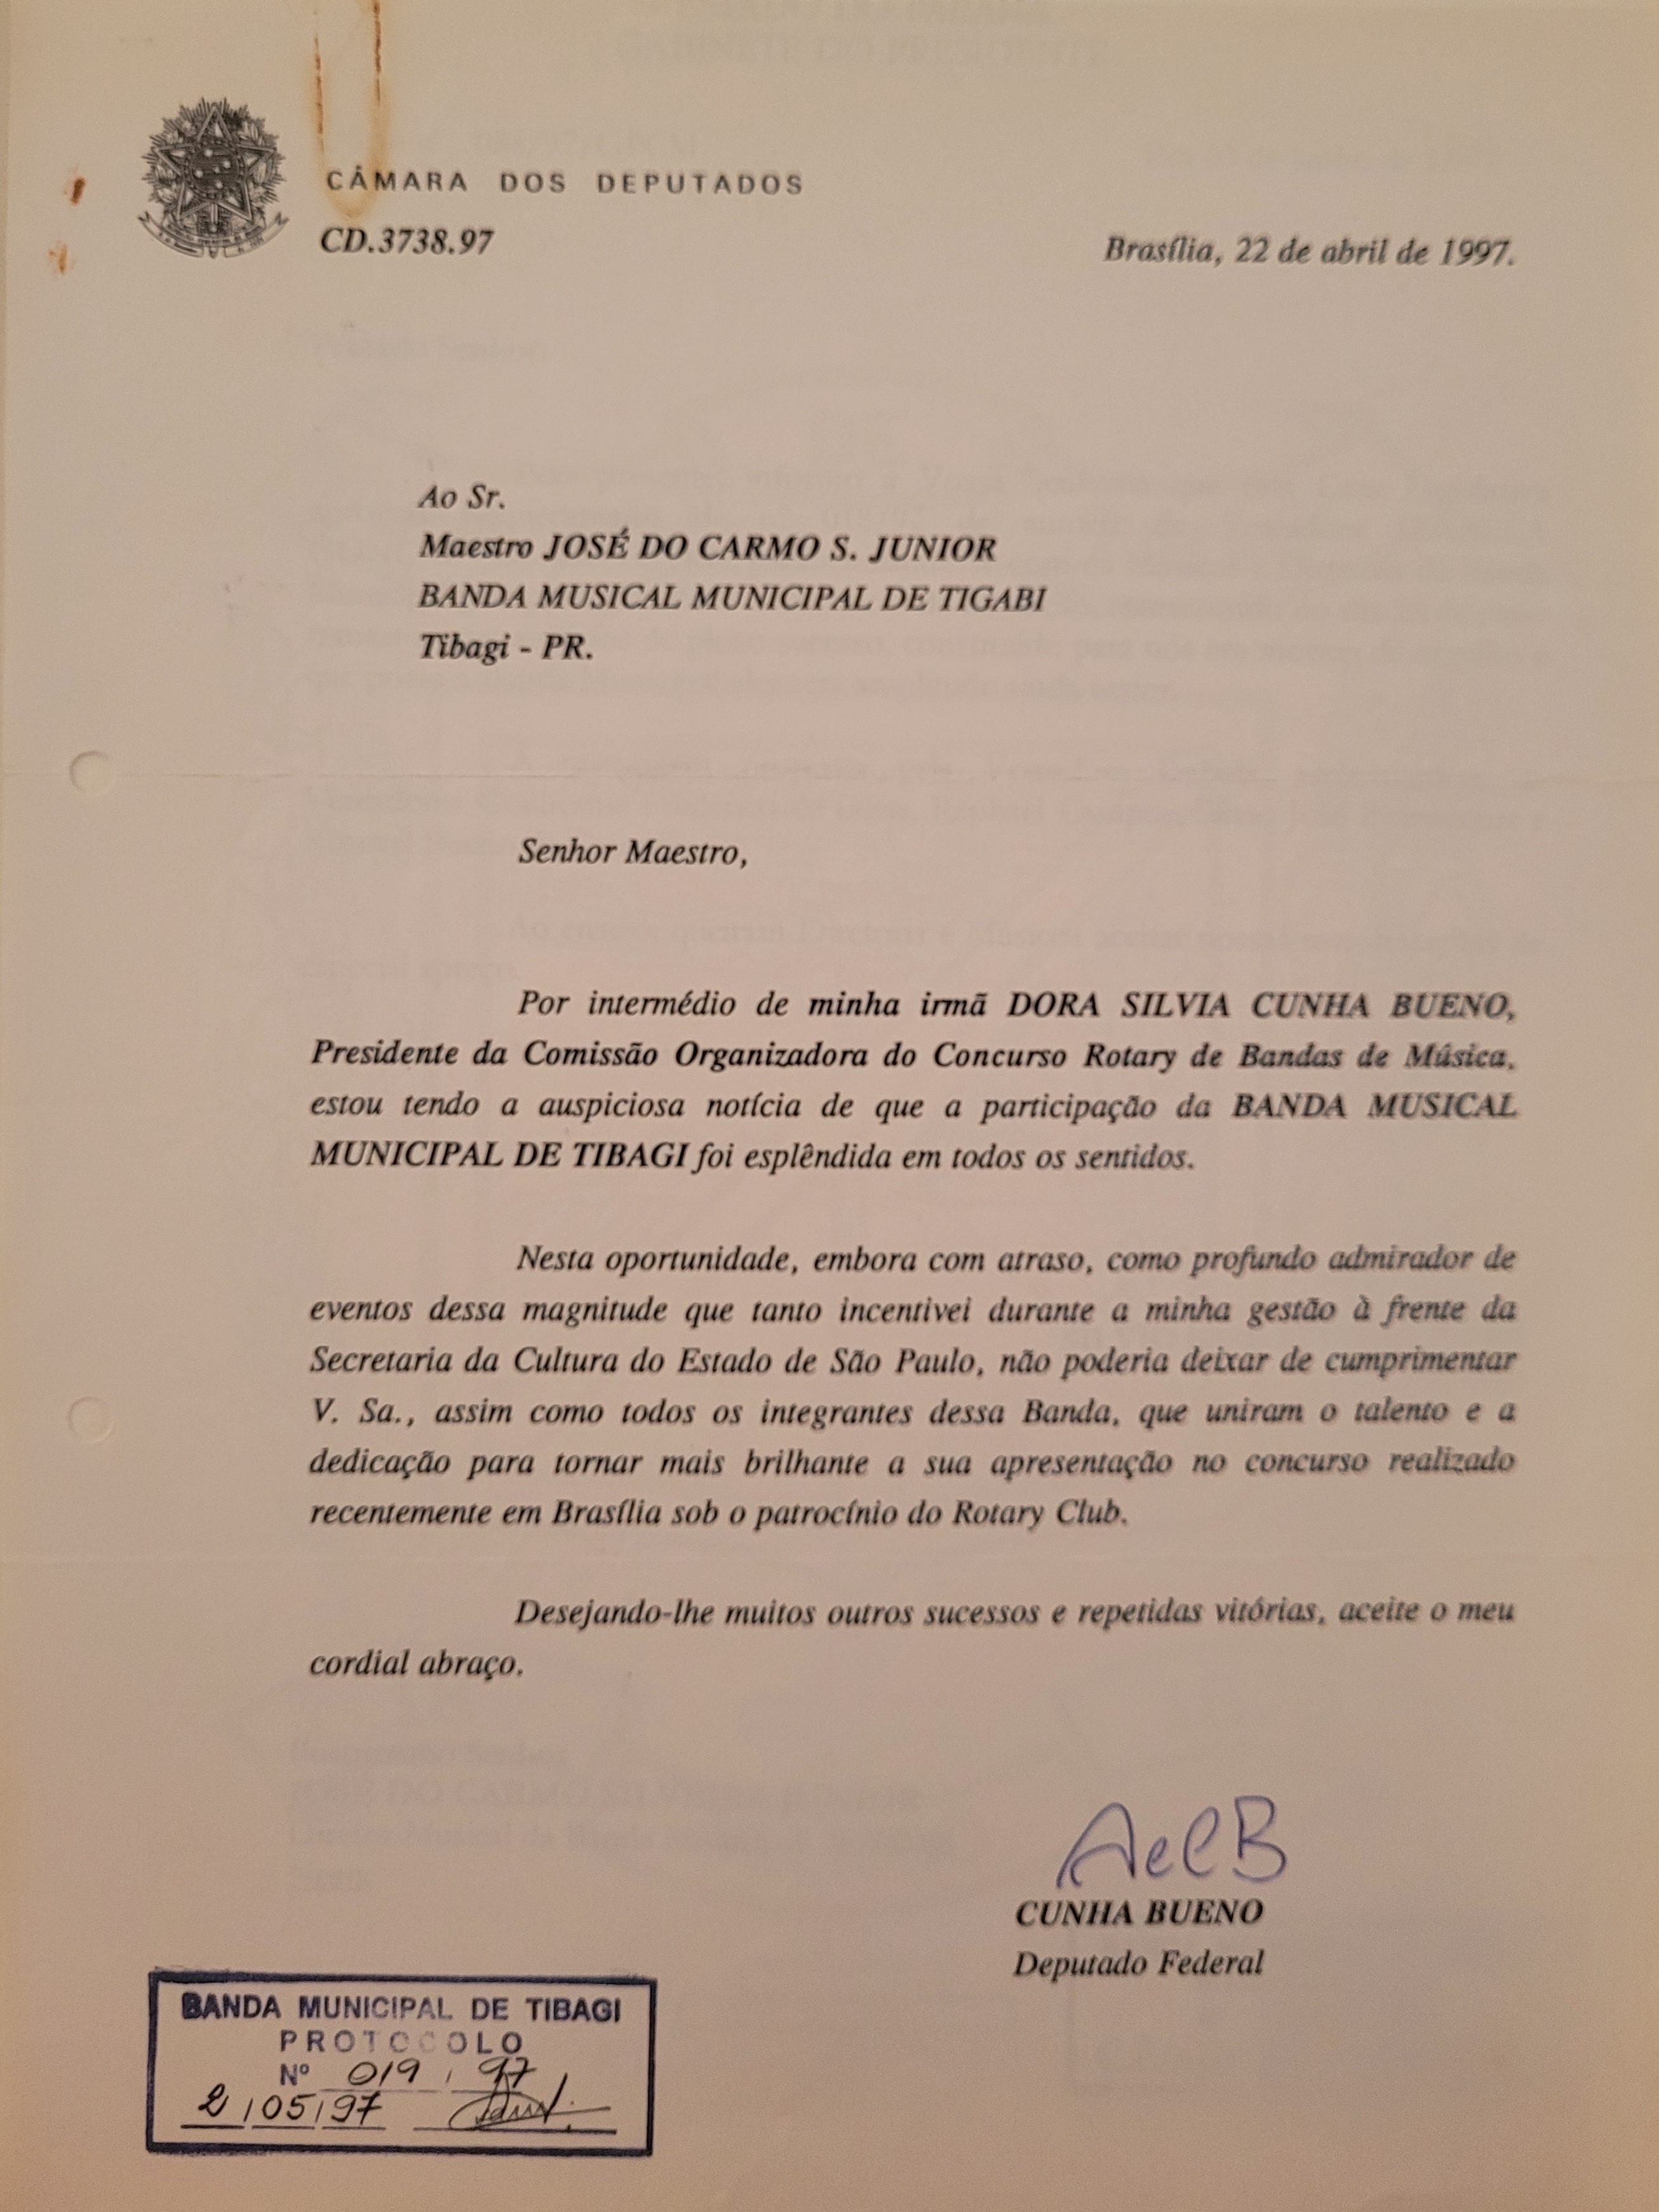 CÂMARA DOS DEPUTADOS
CD.3738.97
Brasília, 22 de abril de 1997.
Ao Sr.
Maestro JOSÉ DO CARMO S. JUNIOR
BANDA MUSICAL MUNICIPAL DE TIGABI
Tibagi - PR.
Senhor Maestro,
Por intermédio de minha irmã DORA SILVIA CUNHA BUENO,
Presidente da Comissão Organizadora do Concurso Rotary de Bandas de Música,
estou tendo a auspiciosa notícia de que a participação da BANDA MUSICAL
MUNICIPAL DE TIBAGI foi esplêndida em todos os sentidos.
Nesta oportunidade, embora com atraso, como profundo admirador de
eventos dessa magnitude que tanto incentivei durante a minha gestão à frente da
Secretaria da Cultura do Estado de São Paulo, não poderia deixar de cumprimentar
V. Sa., assim como todos os integrantes dessa Banda, que uniram o talento e a
dedicação para tornar mais brilhante a sua apresentação no concurso realizado
recentemente em Brasília sob o patrocínio do Rotary Club.
Desejando-lhe muitos outros sucessos e repetidas vitórias, aceite o meu
cordial abraço.
AeCB
CUNHA BUENO
Deputado Federal
BANDA MUNICIPAL DE TIBAGI
PROTOCOLO
Nº 019 / 97
2 / 05 / 97